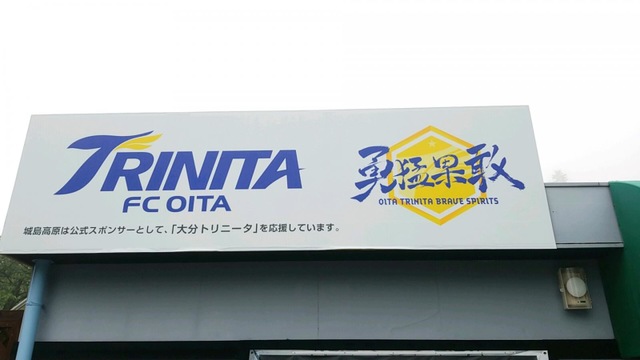 TRINITA
FC OITA
勇猛果敢
OITA TRINITA BRAVE SPIRITS
城島高原は公式スポンサーとして、「大分トリニータ」を応援しています。